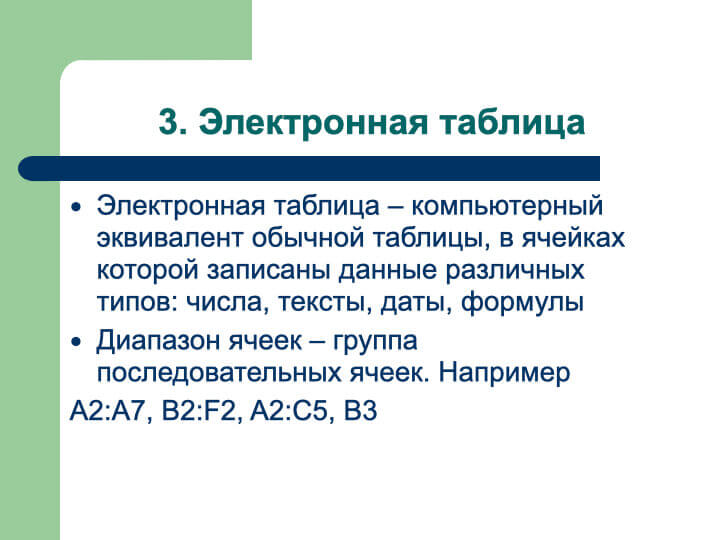 3. Электронная таблица
• Электронная таблица – компьютерный
эквивалент обычной таблицы, в ячейках
которой записаны данные различных
типов: числа, тексты, даты, формулы
• Диапазон ячеек – группа
последовательных ячеек. Например
A2:A7, B2:F2, A2:C5, B3